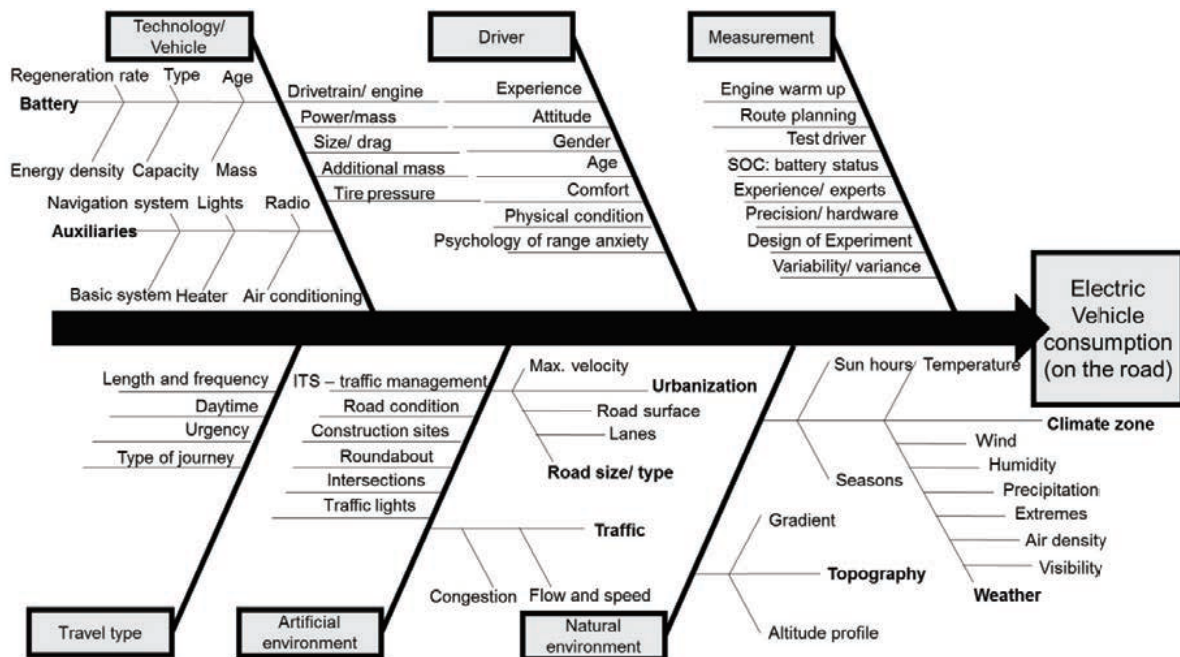 Technology/
Vehicle
Driver
Measurement
Regeneration rate
Type
Age
Battery
Energy density
Capacity
Mass
Navigation system
Lights
Radio
Auxiliaries
Basic system
Heater
Air conditioning
Drivetrain/ engine
Power/mass
Size/ drag
Additional mass
Tire pressure
Experience
Attitude
Gender
Age
Comfort
Physical condition
Psychology of range anxiety
Engine warm up
Route planning
Test driver
SOC: battery status
Experience/ experts
Precision/ hardware
Design of Experiment
Variability/ variance
Electric
Vehicle
consumption
(on the road)
Length and frequency
Daytime
Urgency
Type of journey
Travel type
ITS – traffic management
Road condition
Construction sites
Roundabout
Intersections
Traffic lights
Max. velocity
Urbanization
Road surface
Lanes
Road size/ type
Traffic
Congestion
Flow and speed
Artificial
environment
Sun hours
Temperature
Climate zone
Seasons
Wind
Humidity
Precipitation
Extremes
Air density
Visibility
Weather
Gradient
Topography
Altitude profile
Natural
environment